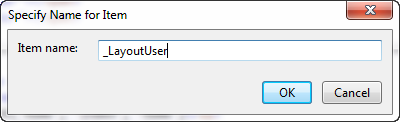 Specify Name for Item
Item name: _LayoutUser
OK Cancel